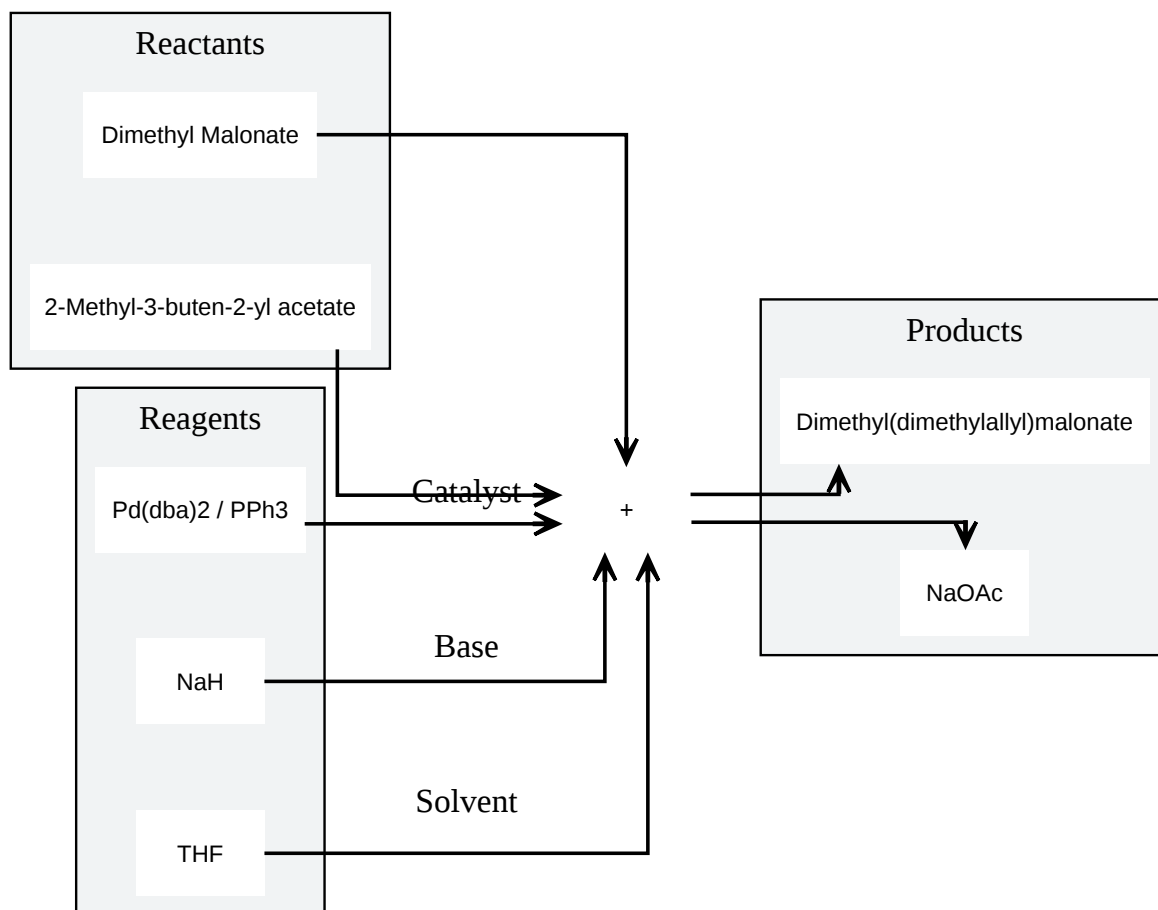 Reactants
Dimethyl Malonate
2-Methyl-3-buten-2-yl acetate
Reagents
Pd(dba)2 / PPh3
NaH
THF
Catalyst
Base
Solvent
+
Products
Dimethyl(dimethylallyl)malonate
NaOAc